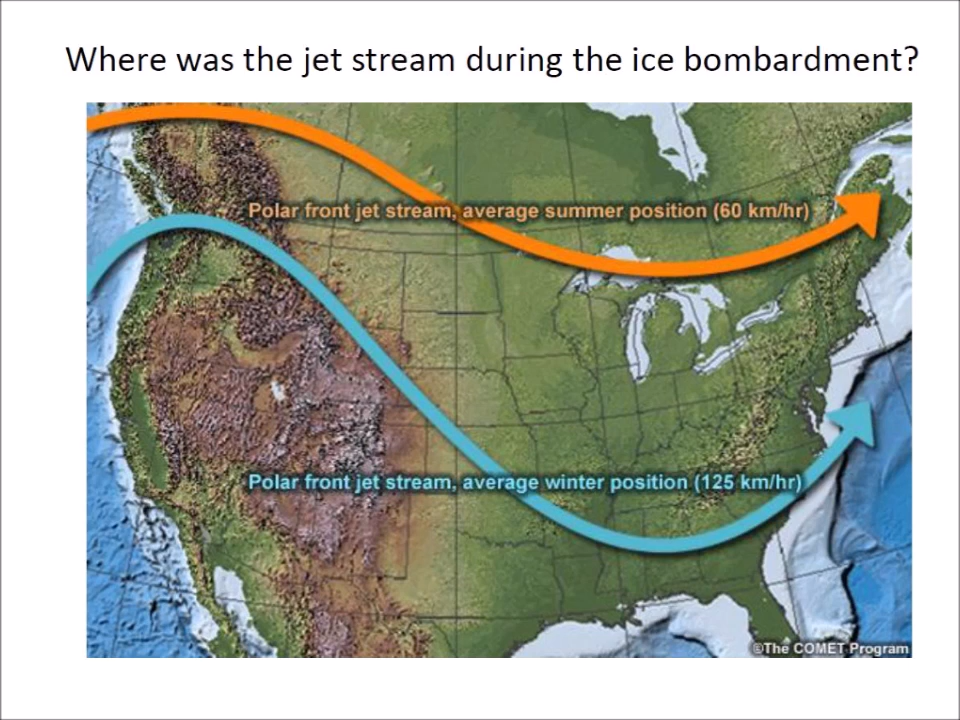 Where was the jet stream during the ice bombardment?
Polar front jet stream, average summer position (60 km/hr)
Polar front jet stream, average winter position (125 km/hr)
©The COMET Program